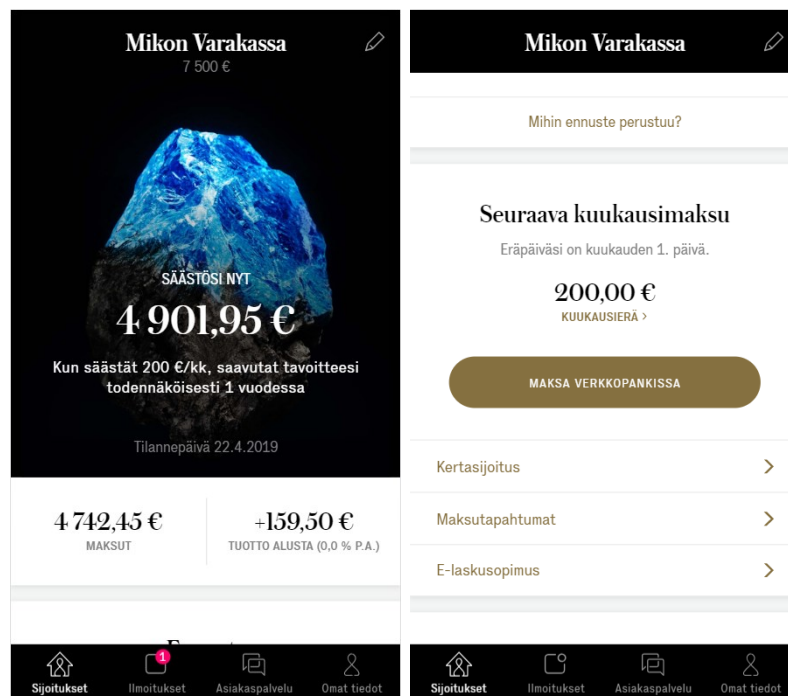 Mikon Varakassa
7 500 €
SÄÄSTÖSI NYT
4 901,95 €
Kun säästät 200 €/kk, saavutat tavoitteesi
todennäköisesti 1 vuodessa
Tilannepäivä 22.4.2019
4 742,45 €
MAKSUT
+159,50 €
TUOTTO ALUSTA (0,0 % P.A.)
1
Sijoitukset
Ilmoitukset
Asiakaspalvelu
Omat tiedot
Mikon Varakassa
Mihin ennuste perustuu?
Seuraava kuukausimaksu
Eräpäiväsi on kuukauden 1. päivä.
200,00 €
KUUKAUSIERÄ >
MAKSA VERKKOPANKISSA
Kertasijoitus
Maksutapahtumat
E-laskusopimus
Sijoitukset
Ilmoitukset
Asiakaspalvelu
Omat tiedot